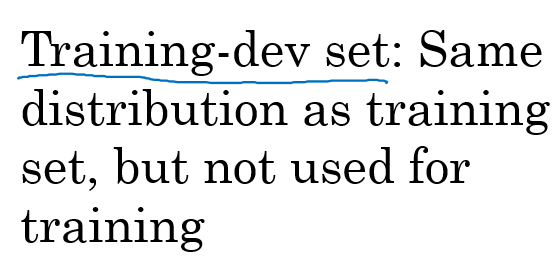 Training-dev set: Same
distribution as training
set, but not used for
training